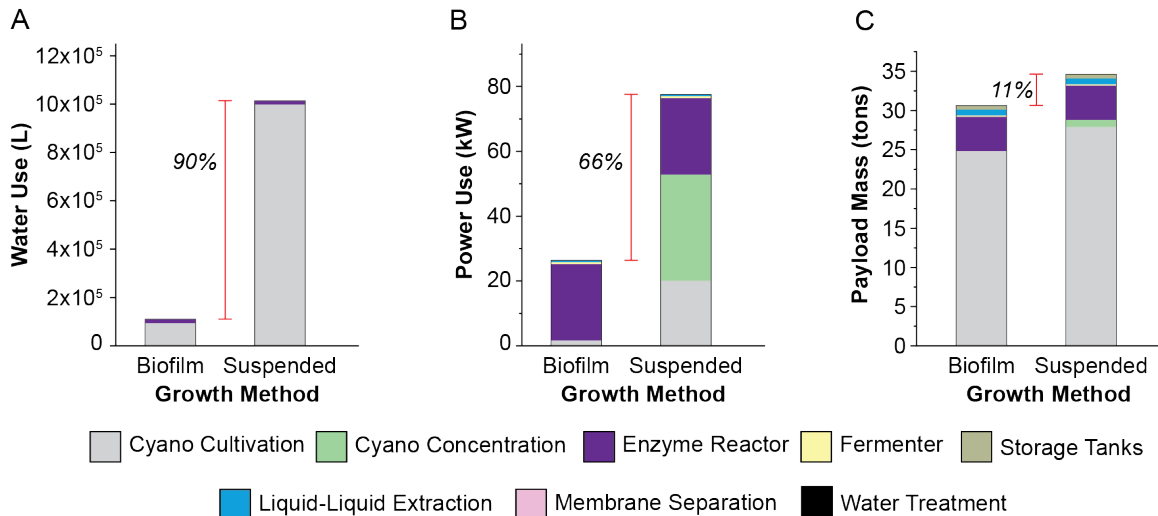 A
Water Use (L)
12x10⁵
10x10⁵
8x10⁵
6x10⁵
4x10⁵
2x10⁵
0
90%
Biofilm Suspended
Growth Method
B
Power Use (kW)
80
60
40
20
0
66%
Biofilm Suspended
Growth Method
C
Payload Mass (tons)
35
30
25
20
15
10
5
0
11%
Biofilm Suspended
Growth Method
Cyano Cultivation Cyano Concentration Enzyme Reactor Fermenter Storage Tanks
Liquid-Liquid Extraction Membrane Separation Water Treatment